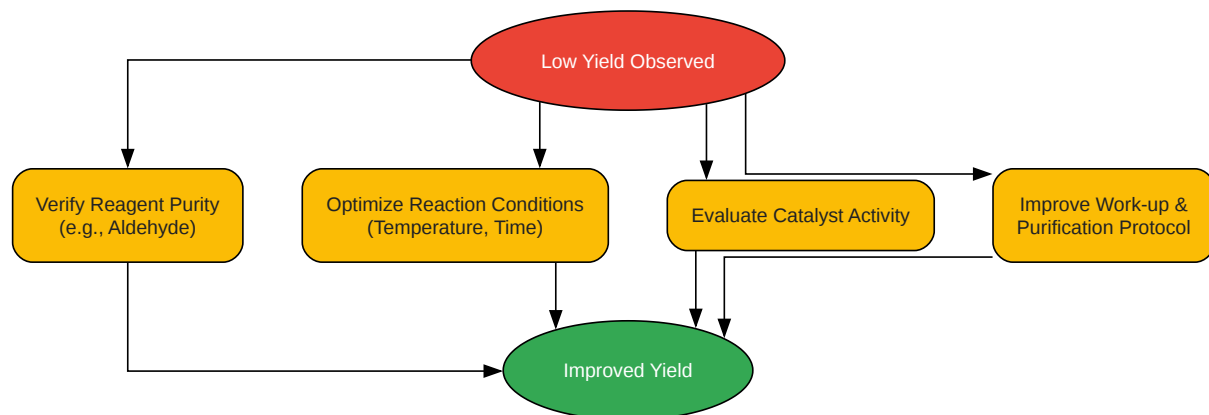 Low Yield Observed
Verify Reagent Purity
(e.g., Aldehyde)
Optimize Reaction Conditions
(Temperature, Time)
Evaluate Catalyst Activity
Improve Work-up &
Purification Protocol
Improved Yield